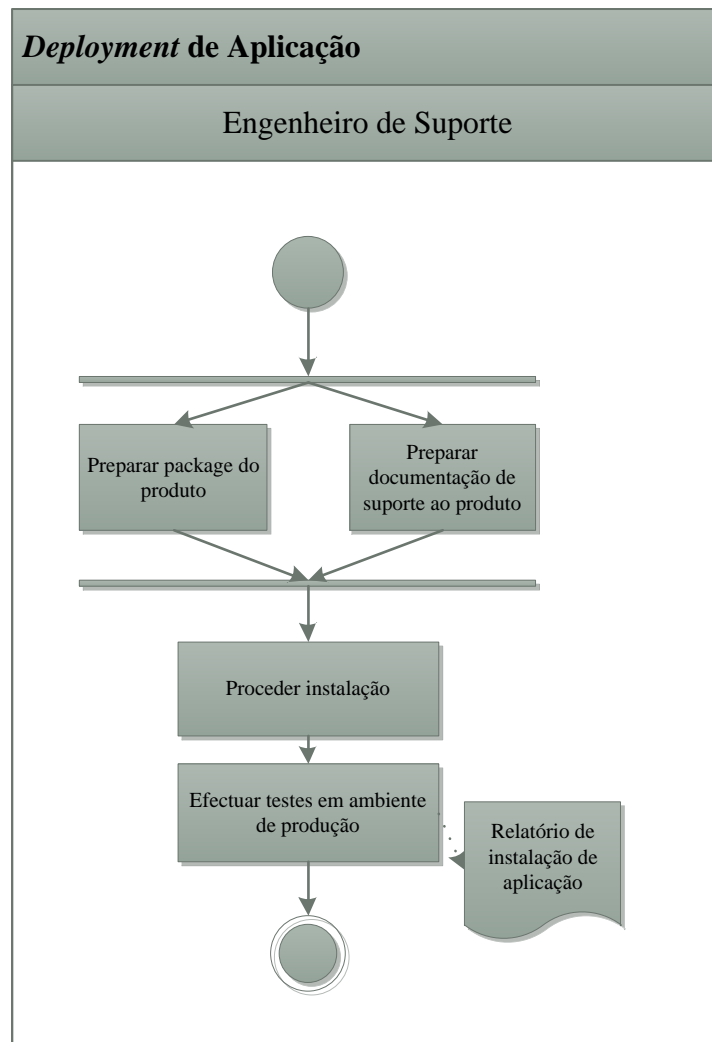 Deployment de Aplicação
Engenheiro de Suporte
Preparar package do
produto
Preparar
documentação de
suporte ao produto
Proceder instalação
Efectuar testes em ambiente
de produção
Relatório de
instalação de
aplicação